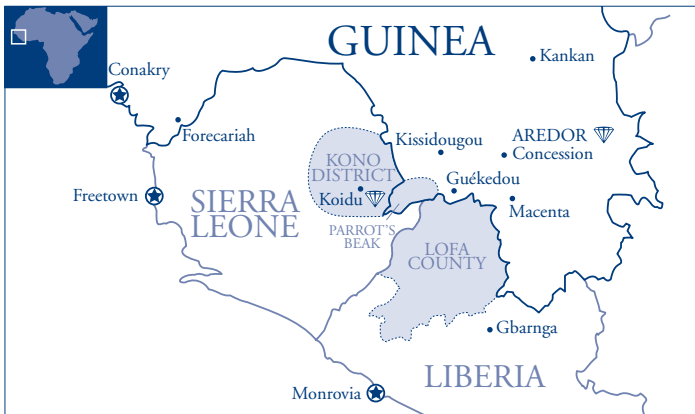 GUINEA
Kankan
Conakry
Forecariah
Kissidougou
AREDOR
Concession
KONO
DISTRICT
Koidu
Guékedou
Macenta
Freetown
SIERRA
LEONE
PARROT'S
BEAK
LOFA
COUNTY
Gbarnga
LIBERIA
Monrovia